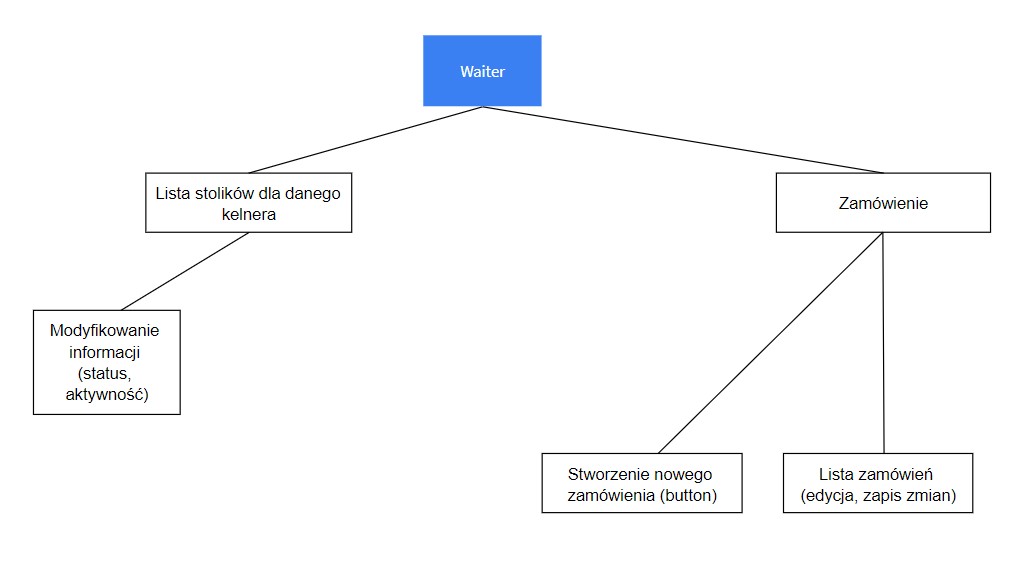 Waiter
Lista stolików dla danego
kelnera
Zamówienie
Modyfikowanie
informacji
(status,
aktywność)
Stworzenie nowego
zamówienia (button)
Lista zamówień
(edycja, zapis zmian)